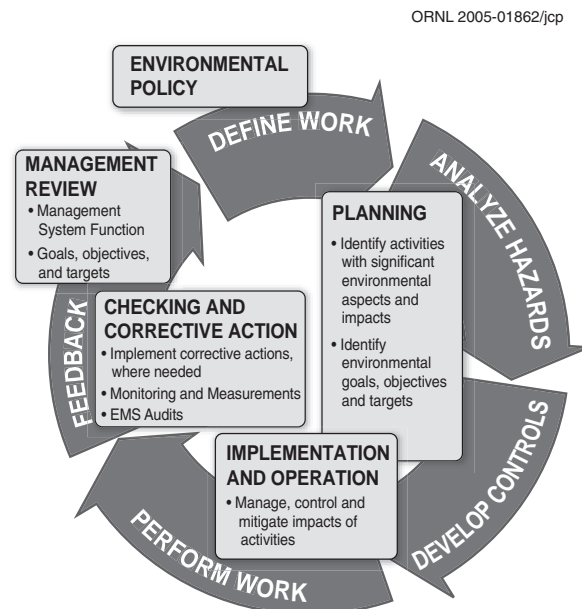 ORNL 2005-01862/jcp
ENVIRONMENTAL
POLICY
DEFINE WORK
ANALYZE HAZARDS
MANAGEMENT
REVIEW
• Management
System Function
• Goals, objectives,
and targets
PLANNING
• Identify activities
with significant
environmental
aspects and
impacts
• Identify
environmental
goals, objectives
and targets
CHECKING AND
CORRECTIVE ACTION
• Implement corrective actions,
where needed
• Monitoring and Measurements
• EMS Audits
FEEDBACK
IMPLEMENTATION
AND OPERATION
• Manage, control and
mitigate impacts of
activities
DEVELOP CONTROLS
PERFORM WORK